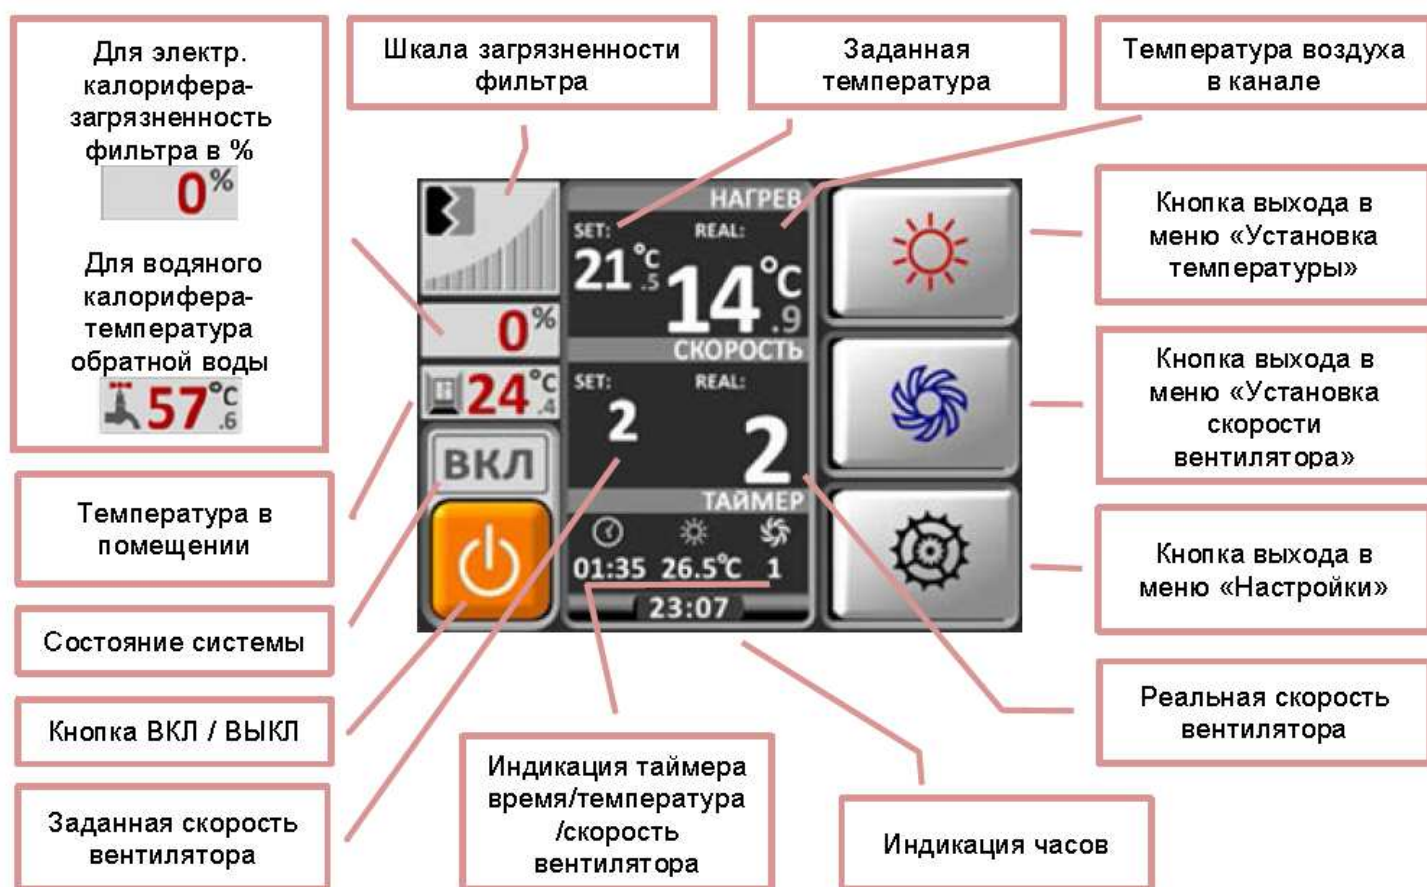 Для электр.
калорифера-
загрязненность
фильтра в %
0%
Для водяного
калорифера-
температура
обратной воды
57°C
.6
Шкала загрязненности
фильтра
Заданная
температура
Температура воздуха
в канале
НАГРЕВ
SET: REAL:
21°C
.5
14°C
.9
0%
СКОРОСТЬ
24°C
.4
SET: REAL:
2 2
ВКЛ
ТАЙМЕР
01:35 26.5°C 1
23:07
Кнопка выхода в
меню «Установка
температуры»
Кнопка выхода в
меню «Установка
скорости
вентилятора»
Кнопка выхода в
меню «Настройки»
Реальная скорость
вентилятора
Температура в
помещении
Состояние системы
Кнопка ВКЛ / ВЫКЛ
Заданная скорость
вентилятора
Индикация таймера
время/температура
/скорость
вентилятора
Индикация часов